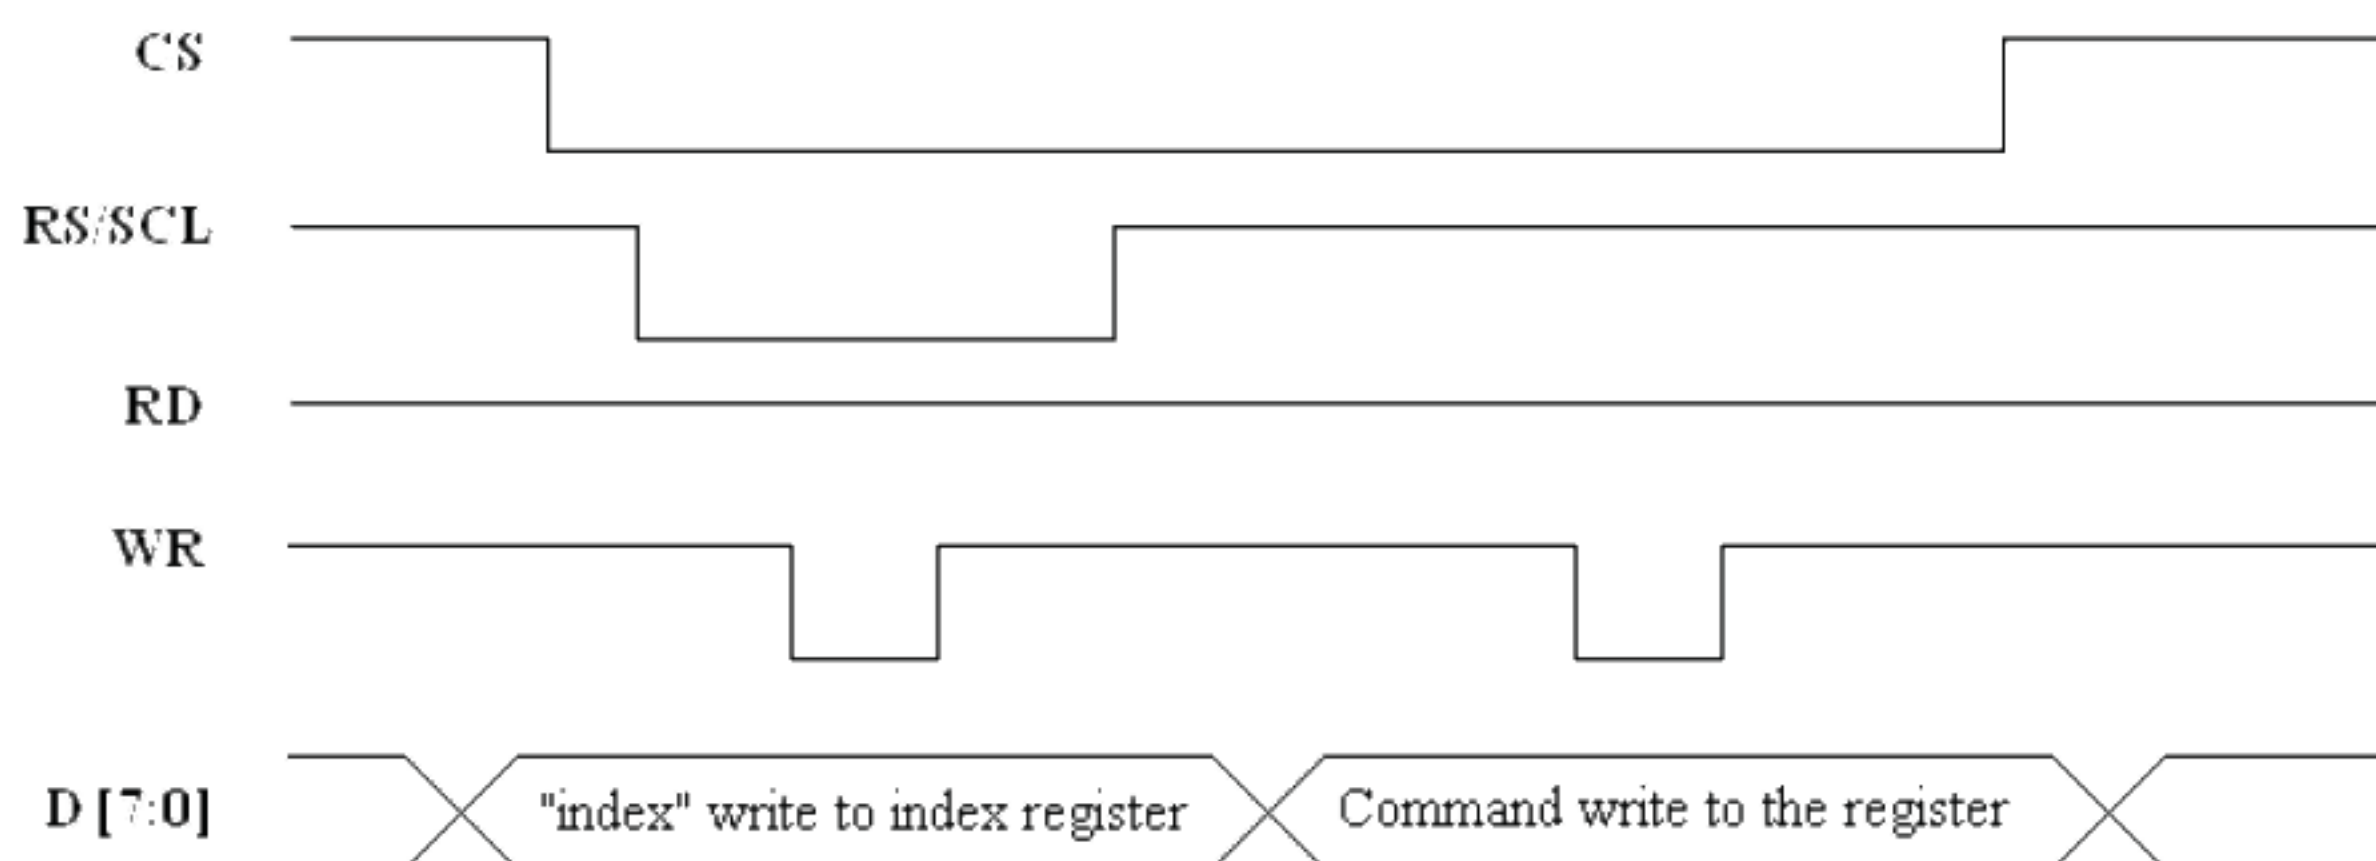 CS
RS/SCL
RD
WR
D [7:0]
"index" write to index register
Command write to the register